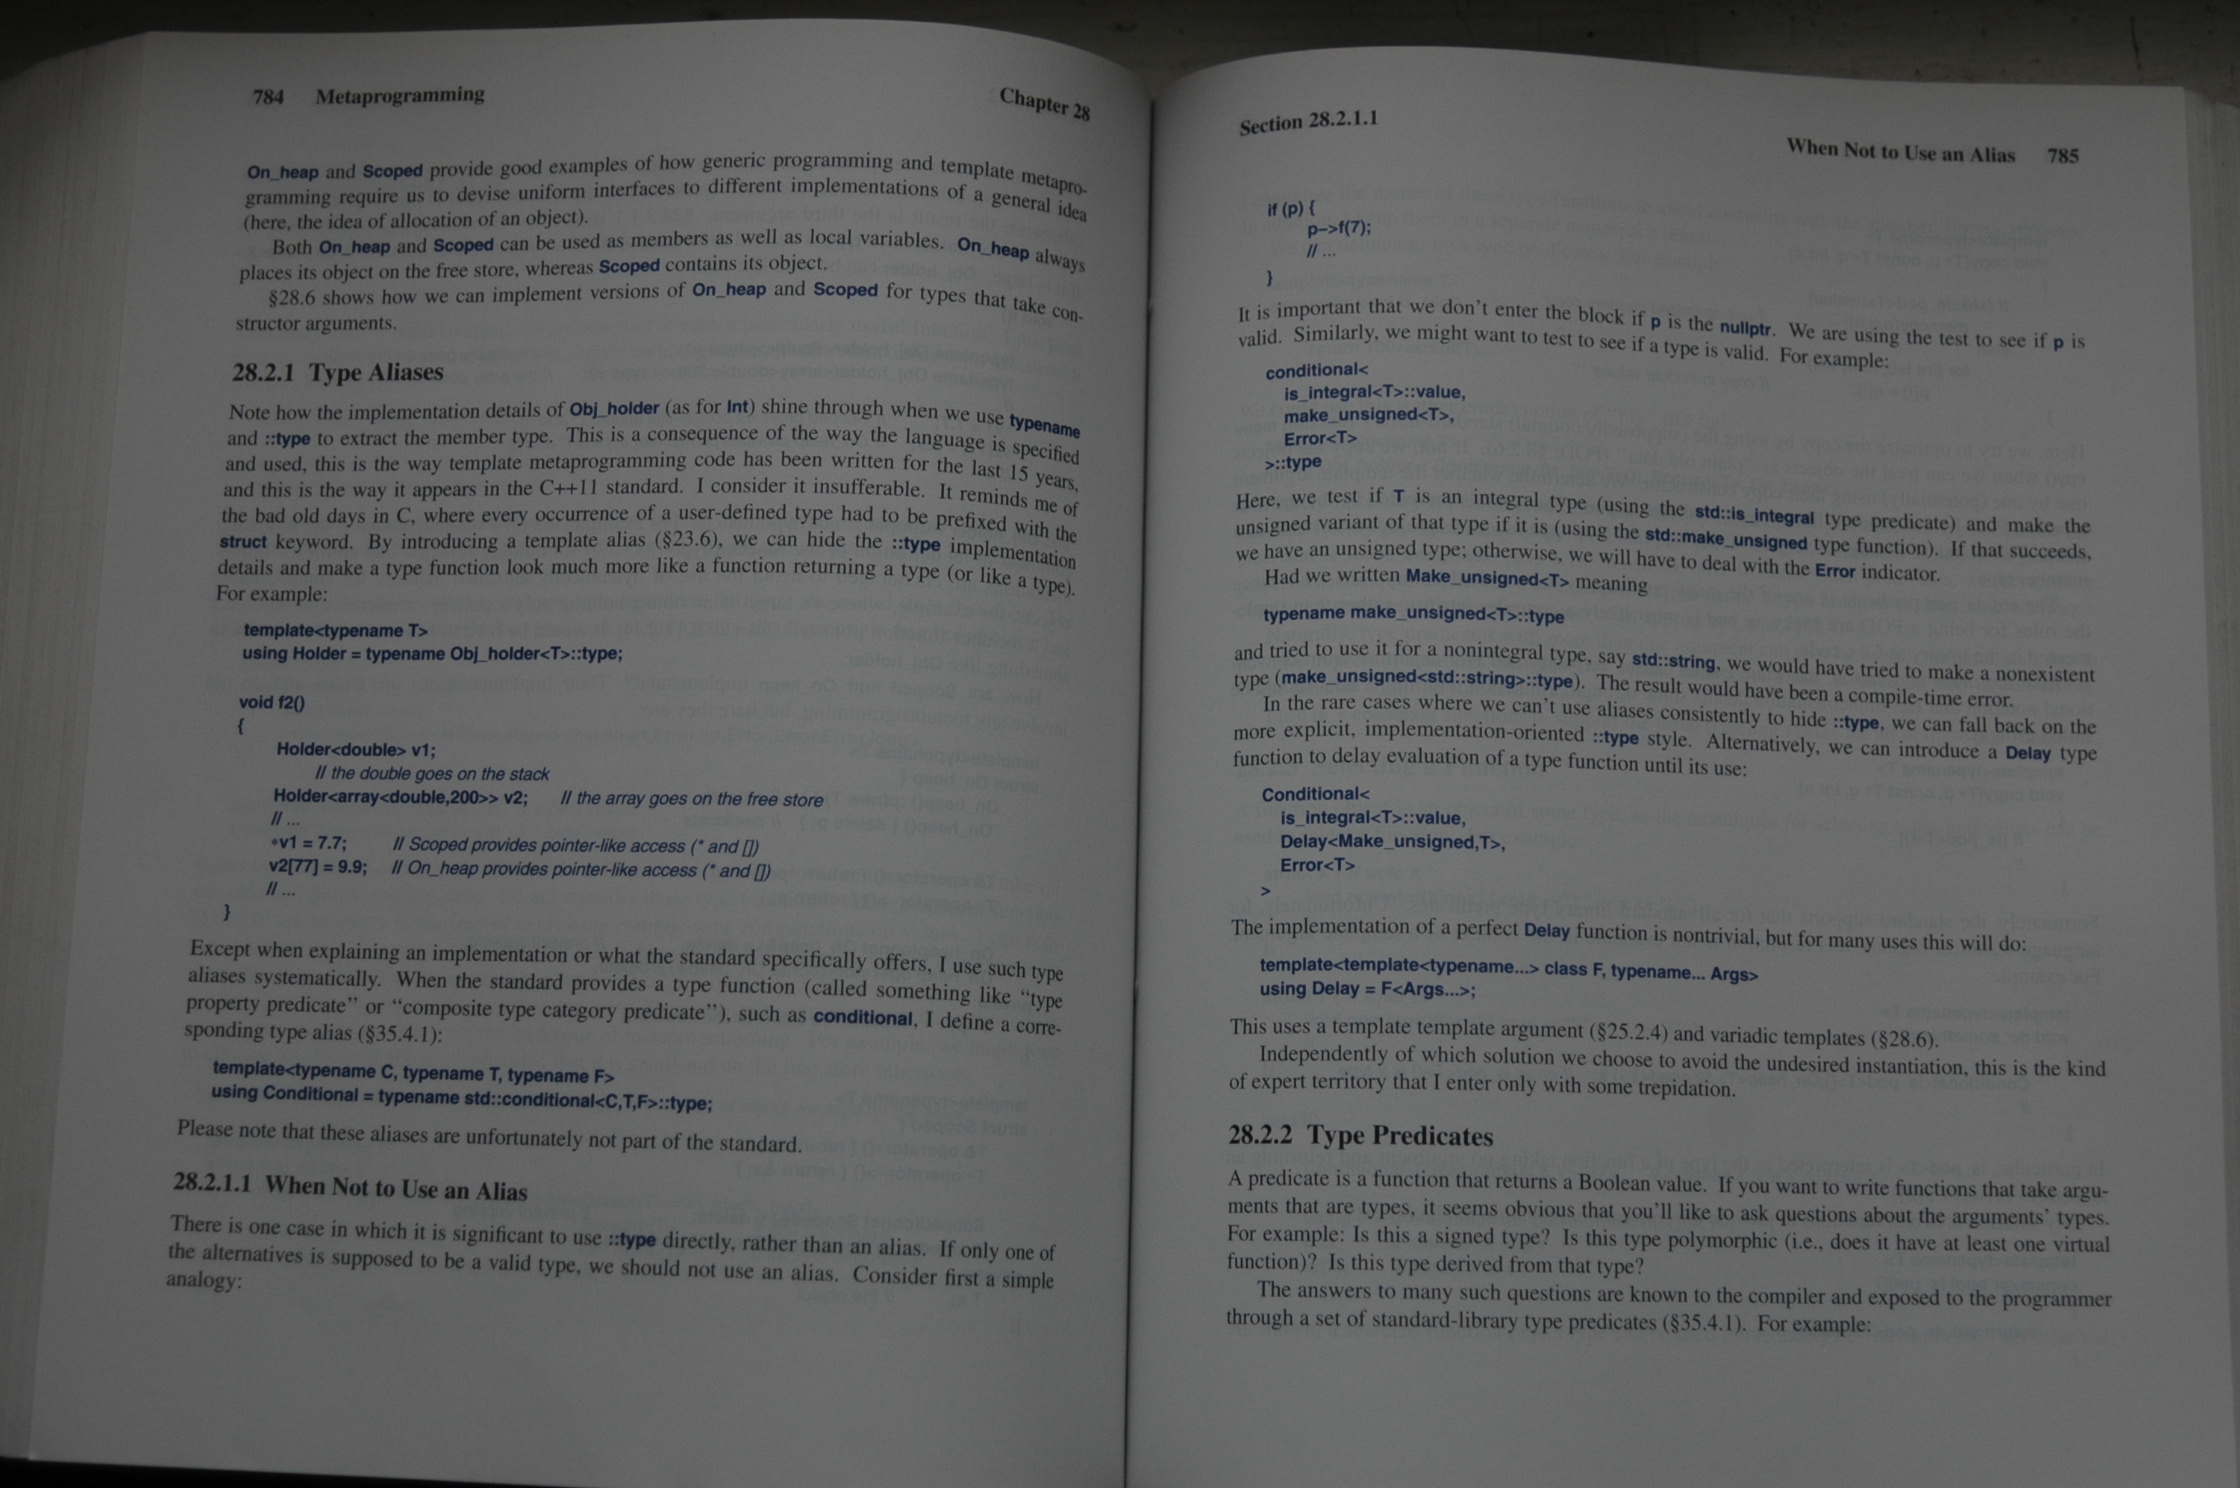 784 Metaprogramming Chapter 28
On_heap and Scoped provide good examples of how generic programming and template metapro-
gramming require us to devise uniform interfaces to different implementations of a general idea
(here, the idea of allocation of an object).
Both On_heap and Scoped can be used as members as well as local variables. On_heap always
places its object on the free store, whereas Scoped contains its object.
§28.6 shows how we can implement versions of On_heap and Scoped for types that take con-
structor arguments.
28.2.1 Type Aliases
Note how the implementation details of Obj_holder (as for Int) shine through when we use typename
and ::type to extract the member type. This is a consequence of the way the language is specified
and used, this is the way template metaprogramming code has been written for the last 15 years,
and this is the way it appears in the C++11 standard. I consider it insufferable. It reminds me of
the bad old days in C, where every occurrence of a user-defined type had to be prefixed with the
struct keyword. By introducing a template alias (§23.6), we can hide the ::type implementation
details and make a type function look much more like a function returning a type (or like a type).
For example:
template<typename T>
using Holder = typename Obj_holder<T>::type;
void f2()
{
Holder<double> v1;
// the double goes on the stack
Holder<array<double,200>> v2; // the array goes on the free store
// ...
*v1 = 7.7; // Scoped provides pointer-like access (* and [])
v2[77] = 9.9; // On_heap provides pointer-like access (* and [])
// ...
}
Except when explaining an implementation or what the standard specifically offers, I use such type
aliases systematically. When the standard provides a type function (called something like “type
property predicate” or “composite type category predicate”), such as conditional, I define a corre-
sponding type alias (§35.4.1):
template<typename C, typename T, typename F>
using Conditional = typename std::conditional<C,T,F>::type;
Please note that these aliases are unfortunately not part of the standard.
28.2.1.1 When Not to Use an Alias
There is one case in which it is significant to use ::type directly, rather than an alias. If only one of
the alternatives is supposed to be a valid type, we should not use an alias. Consider first a simple
analogy:
Section 28.2.1.1 When Not to Use an Alias 785
if (p) {
p->f(7);
// ...
}
It is important that we don’t enter the block if p is the nullptr. We are using the test to see if p is
valid. Similarly, we might want to test to see if a type is valid. For example:
conditional<
is_integral<T>::value,
make_unsigned<T>,
Error<T>
>::type
Here, we test if T is an integral type (using the std::is_integral type predicate) and make the
unsigned variant of that type if it is (using the std::make_unsigned type function). If that succeeds,
we have an unsigned type; otherwise, we will have to deal with the Error indicator.
Had we written Make_unsigned<T> meaning
typename make_unsigned<T>::type
and tried to use it for a nonintegral type, say std::string, we would have tried to make a nonexistent
type (make_unsigned<std::string>::type). The result would have been a compile-time error.
In the rare cases where we can’t use aliases consistently to hide ::type, we can fall back on the
more explicit, implementation-oriented ::type style. Alternatively, we can introduce a Delay type
function to delay evaluation of a type function until its use:
Conditional<
is_integral<T>::value,
Delay<Make_unsigned,T>,
Error<T>
>
The implementation of a perfect Delay function is nontrivial, but for many uses this will do:
template<template<typename...> class F, typename... Args>
using Delay = F<Args...>;
This uses a template template argument (§25.2.4) and variadic templates (§28.6).
Independently of which solution we choose to avoid the undesired instantiation, this is the kind
of expert territory that I enter only with some trepidation.
28.2.2 Type Predicates
A predicate is a function that returns a Boolean value. If you want to write functions that take argu-
ments that are types, it seems obvious that you’ll like to ask questions about the arguments’ types.
For example: Is this a signed type? Is this type polymorphic (i.e., does it have at least one virtual
function)? Is this type derived from that type?
The answers to many such questions are known to the compiler and exposed to the programmer
through a set of standard-library type predicates (§35.4.1). For example: